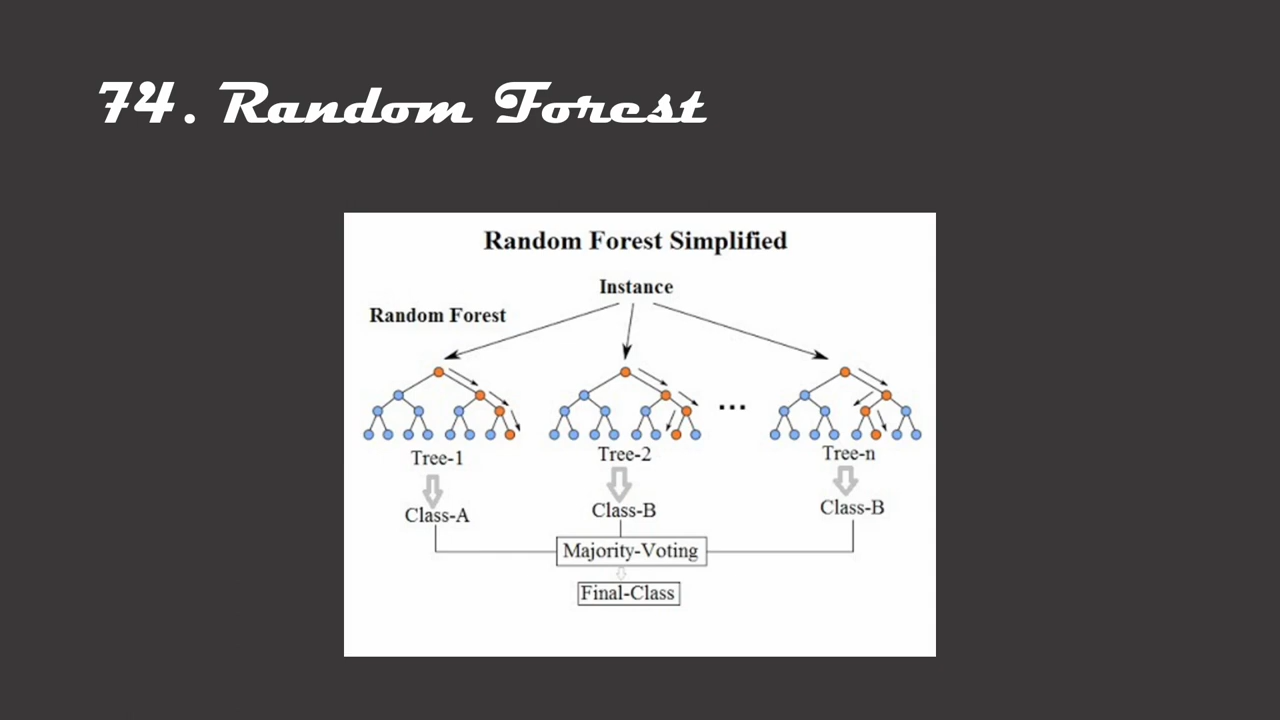 74. Random Forest
Random Forest Simplified
Instance
Random Forest
...
Tree-1 Tree-2 Tree-n
Class-A Class-B Class-B
Majority-Voting
Final-Class